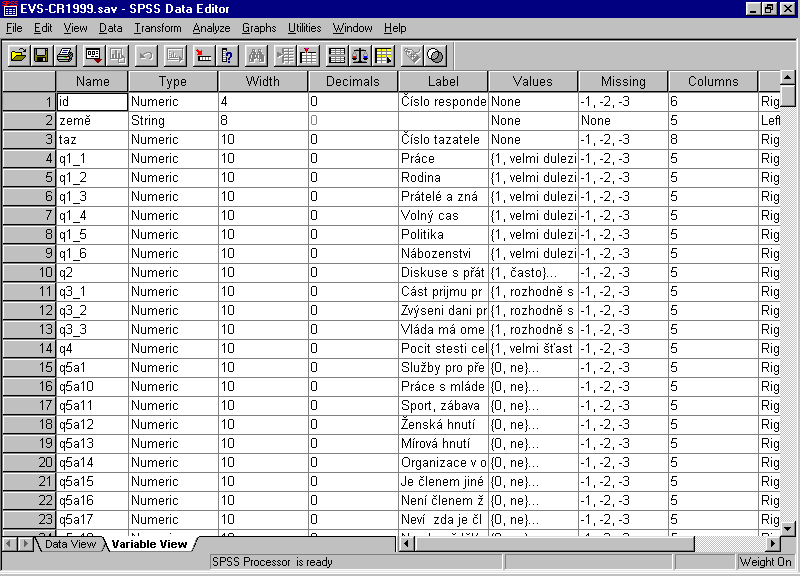 EVS-CR1999.sav - SPSS Data Editor
File Edit View Data Transform Analyze Graphs Utilities Window Help
Name Type Width Decimals Label Values Missing Columns
1 id Numeric 4 0 Číslo responde None -1, -2, -3 6 Rig
2 země String 8 0 None None 5 Left
3 taz Numeric 10 0 Číslo tazatele None -1, -2, -3 8 Rig
4 q1_1 Numeric 10 0 Práce {1, velmi dulezi -1, -2, -3 5 Rig
5 q1_2 Numeric 10 0 Rodina {1, velmi dulezi -1, -2, -3 5 Rig
6 q1_3 Numeric 10 0 Prátelé a zná {1, velmi dulezi -1, -2, -3 5 Rig
7 q1_4 Numeric 10 0 Volný cas {1, velmi dulezi -1, -2, -3 5 Rig
8 q1_5 Numeric 10 0 Politika {1, velmi dulezi -1, -2, -3 5 Rig
9 q1_6 Numeric 10 0 Nábozenství {1, velmi dulezi -1, -2, -3 5 Rig
10 q2 Numeric 10 0 Diskuse s přát {1, často}... -1, -2, -3 5 Rig
11 q3_1 Numeric 10 0 Cást prijmu pr {1, rozhodně s -1, -2, -3 5 Rig
12 q3_2 Numeric 10 0 Zvýseni dani pr {1, rozhodně s -1, -2, -3 5 Rig
13 q3_3 Numeric 10 0 Vláda má ome {1, rozhodně s -1, -2, -3 5 Rig
14 q4 Numeric 10 0 Pocit stesti cel {1, velmi šťast -1, -2, -3 5 Rig
15 q5a1 Numeric 10 0 Služby pro pře {0, ne}... -1, -2, -3 5 Rig
16 q5a10 Numeric 10 0 Práce s mláde {0, ne}... -1, -2, -3 5 Rig
17 q5a11 Numeric 10 0 Sport, zábava {0, ne}... -1, -2, -3 5 Rig
18 q5a12 Numeric 10 0 Ženská hnutí {0, ne}... -1, -2, -3 5 Rig
19 q5a13 Numeric 10 0 Mírová hnutí {0, ne}... -1, -2, -3 5 Rig
20 q5a14 Numeric 10 0 Organizace v o {0, ne}... -1, -2, -3 5 Rig
21 q5a15 Numeric 10 0 Je členem jiné {0, ne}... -1, -2, -3 5 Rig
22 q5a16 Numeric 10 0 Není členem ž {0, ne}... -1, -2, -3 5 Rig
23 q5a17 Numeric 10 0 Neví zda je čl {0, ne}... -1, -2, -3 5 Rig
Data View Variable View
SPSS Processor is ready Weight On